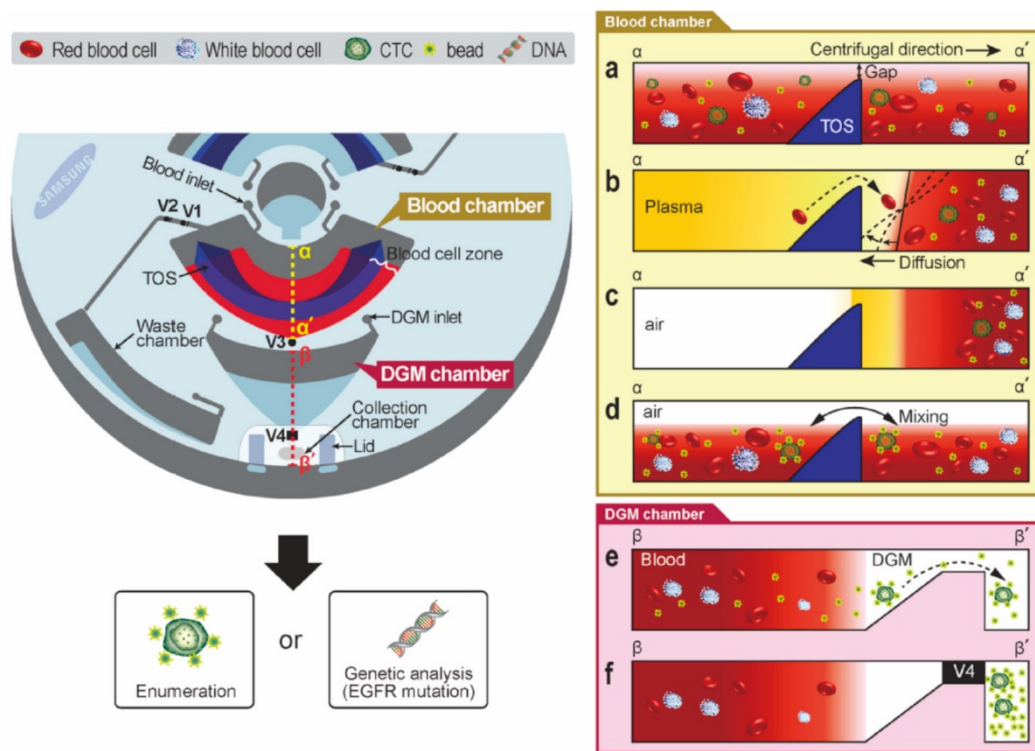 Red blood cell
White blood cell
CTC
bead
DNA
SAMSUNG
Blood inlet
V2
V1
Blood chamber
α
Blood cell zone
TOS
α′
DGM inlet
V3
β
Waste chamber
DGM chamber
Collection chamber
V4
Lid
β′
Enumeration
or
Genetic analysis
(EGFR mutation)
Blood chamber
α
Centrifugal direction
α′
a
Gap
TOS
α
α′
b
Plasma
Diffusion
α
α′
c
air
α
α′
d
air
Mixing
DGM chamber
β
β′
e
Blood
DGM
β
β′
f
V4